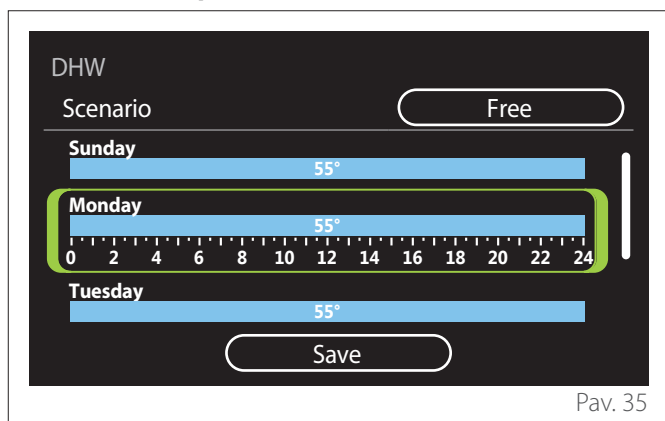 DHW
Scenario Free
Sunday
55°
Monday
55°
0 2 4 6 8 10 12 14 16 18 20 22 24
Tuesday
55°
Save
Pav. 35